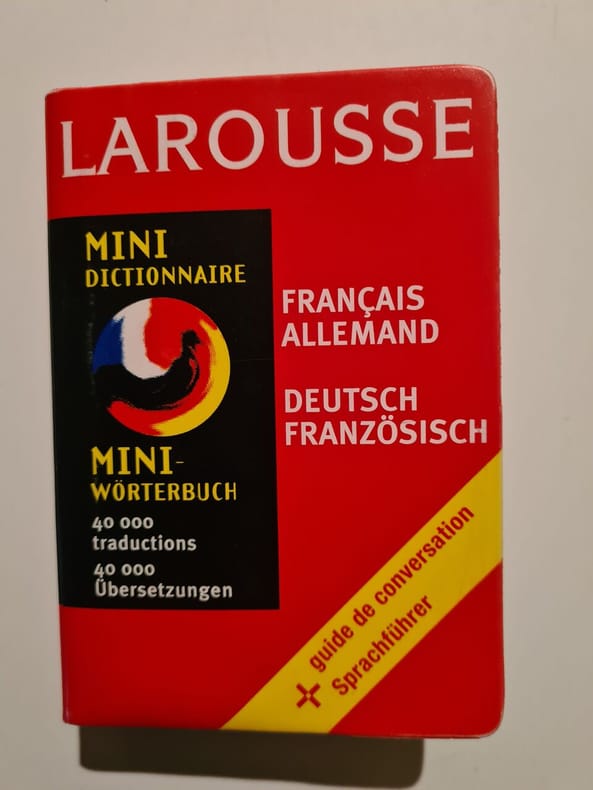 LAROUSSE
MINI
DICTIONNAIRE
FRANÇAIS
ALLEMAND
DEUTSCH
FRANZÖSISCH
MINI-
WÖRTERBUCH
40 000
traductions
40 000
Übersetzungen
+ guide de conversation
Sprachführer